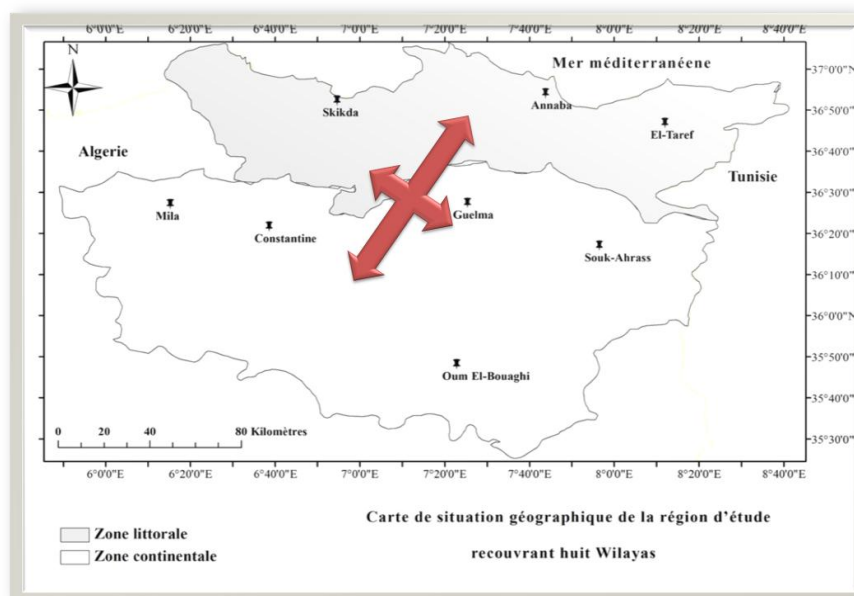 6°0'0"E 6°20'0"E 6°40'0"E 7°0'0"E 7°20'0"E 7°40'0"E 8°0'0"E 8°20'0"E 8°40'0"E
N
Mer méditerranéene
37°0'0"N
Skikda
Annaba
36°50'0"N
El-Taref
Algerie
36°40'0"N
Tunisie
36°30'0"N
Mila
Guelma
Constantine
36°20'0"N
Souk-Ahrass
36°10'0"N
36°0'0"N
35°50'0"N
Oum El-Bouaghi
35°40'0"N
0 20 40 80 Kilomètres
35°30'0"N
6°0'0"E 6°20'0"E 6°40'0"E 7°0'0"E 7°20'0"E 7°40'0"E 8°0'0"E 8°20'0"E 8°40'0"E
Carte de situation géographique de la région d'étude
recouvrant huit Wilayas
Zone littorale
Zone continentale